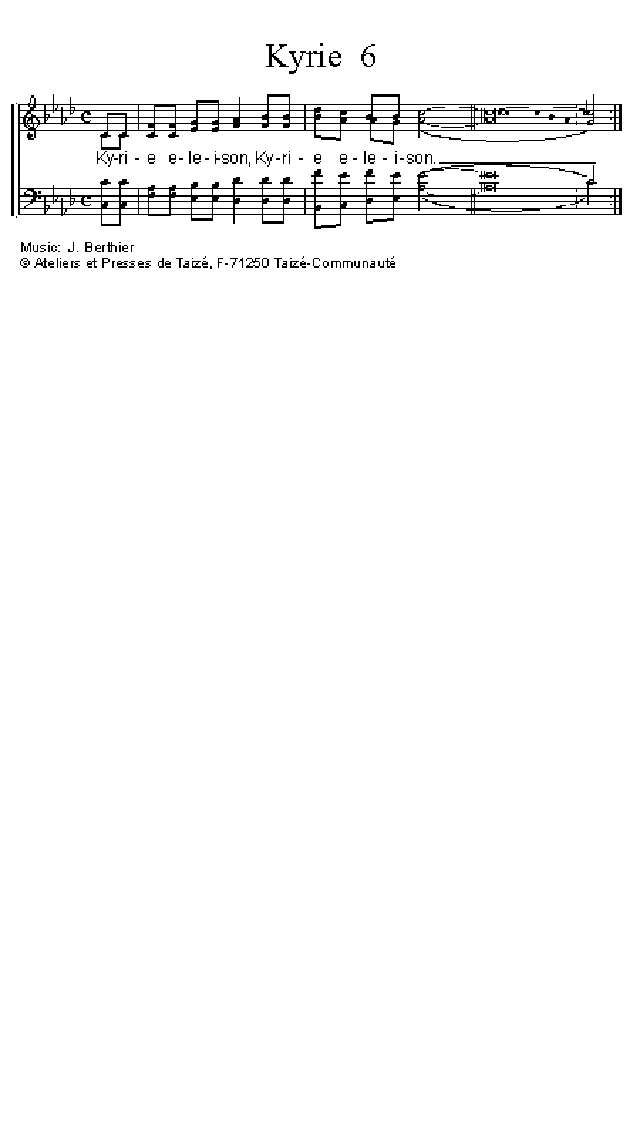 Kyrie 6
Ky-ri - e e-le-i-son, Ky-ri - e e-le - i-son.
Music: J. Berthier
© Ateliers et Presses de Taizé, F-71250 Taizé-Communauté